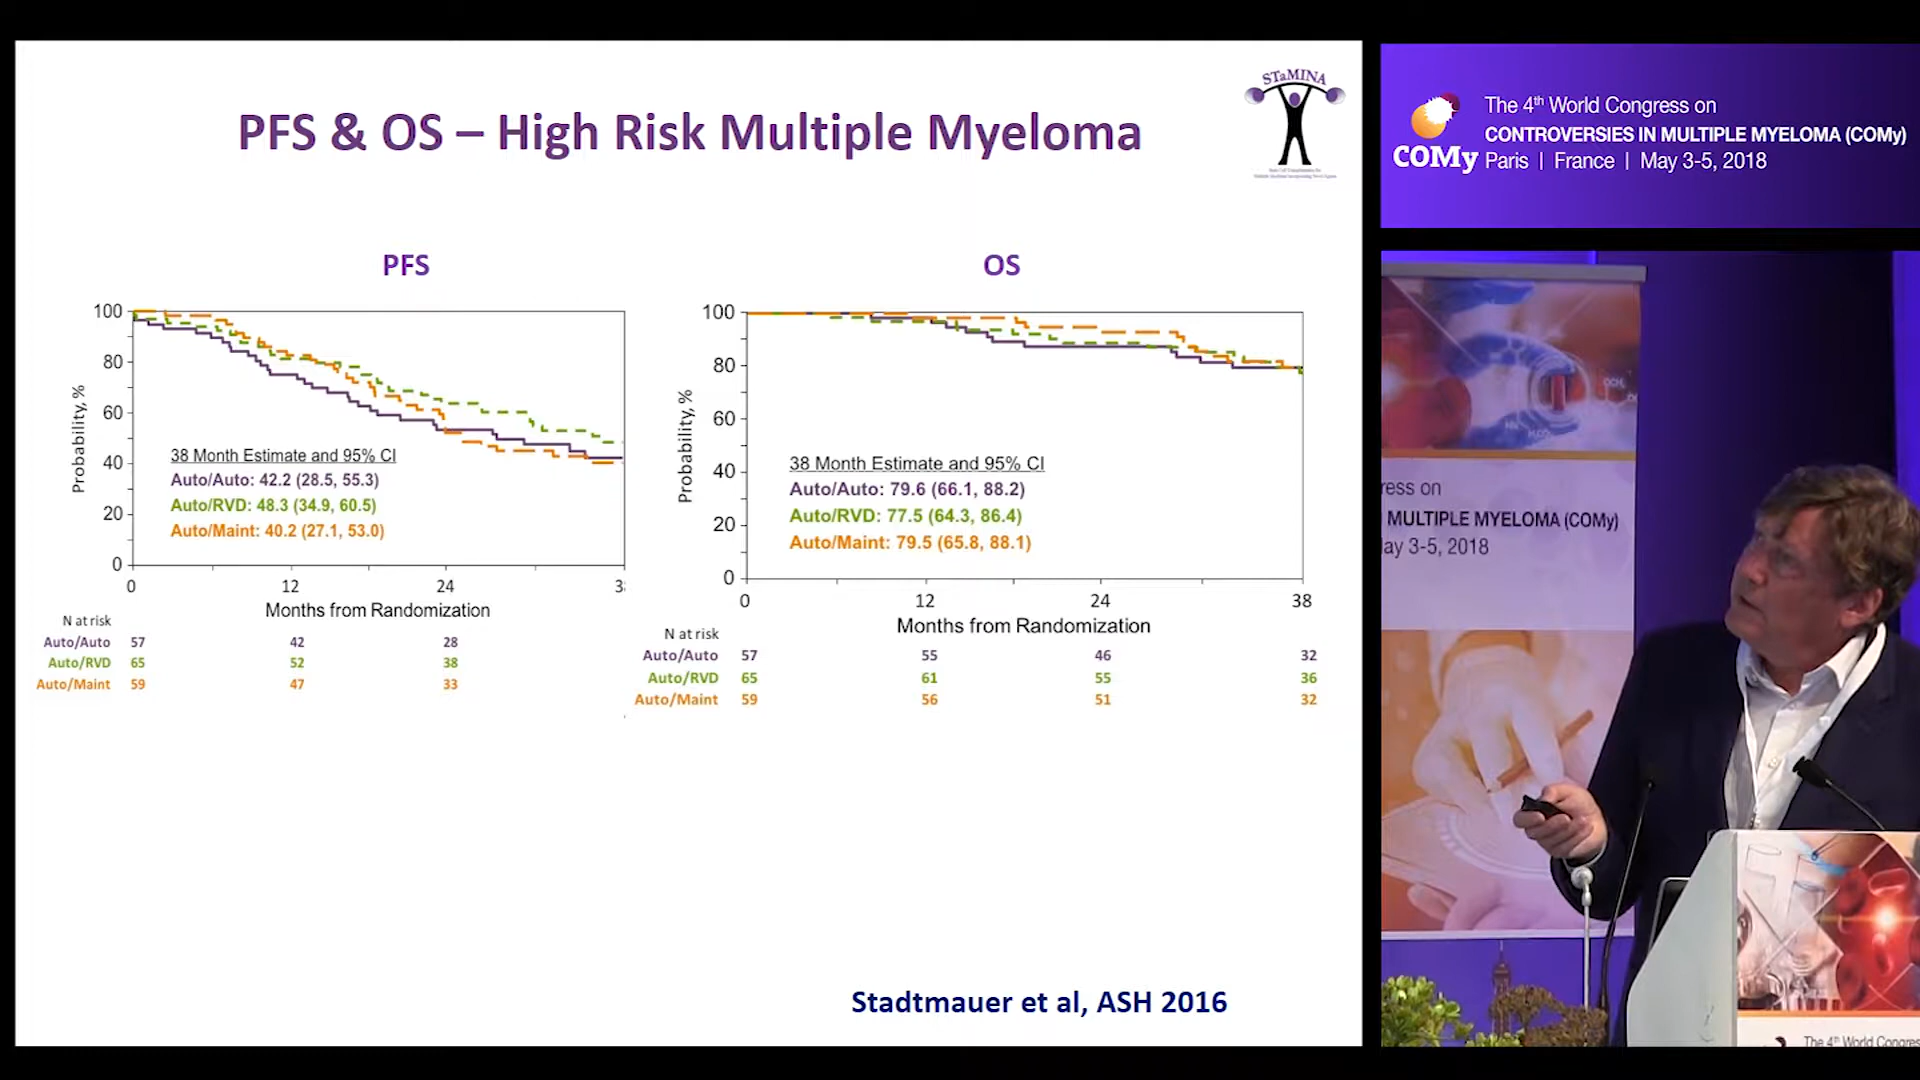 PFS & OS – High Risk Multiple Myeloma
STaMINA
PFS
100
80
60
40
20
0
Probability, %
38 Month Estimate and 95% CI
Auto/Auto: 42.2 (28.5, 55.3)
Auto/RVD: 48.3 (34.9, 60.5)
Auto/Maint: 40.2 (27.1, 53.0)
0 12 24 3
Months from Randomization
N at risk
Auto/Auto 57 42 28
Auto/RVD 65 52 38
Auto/Maint 59 47 33
OS
100
80
60
40
20
0
Probability, %
38 Month Estimate and 95% CI
Auto/Auto: 79.6 (66.1, 88.2)
Auto/RVD: 77.5 (64.3, 86.4)
Auto/Maint: 79.5 (65.8, 88.1)
0 12 24 38
Months from Randomization
N at risk
Auto/Auto 57 55 46 32
Auto/RVD 65 61 55 36
Auto/Maint 59 56 51 32
Stadtmauer et al, ASH 2016
COMy
The 4th World Congress on
CONTROVERSIES IN MULTIPLE MYELOMA (COMy)
Paris | France | May 3-5, 2018
ress on
MULTIPLE MYELOMA (COMy)
ay 3-5, 2018
The 4th World Congress